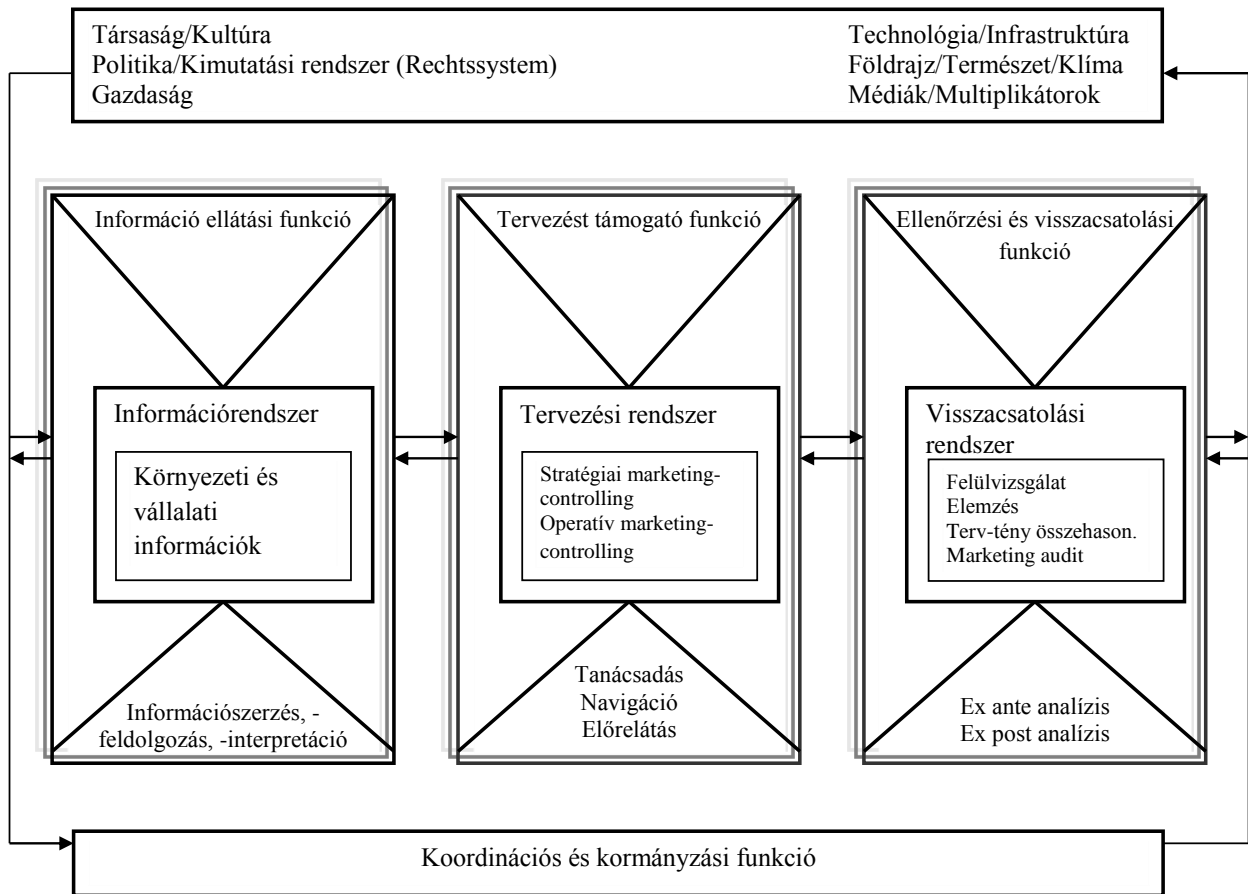 Társaság/Kultúra
Politika/Kimutatási rendszer (Rechtssystem)
Gazdaság
Technológia/Infrastruktúra
Földrajz/Természet/Klíma
Médiák/Multiplikátorok
Információ ellátási funkció
Információrendszer
Környezeti és
vállalati
információk
Információszerzés, -
feldolgozás, -interpretáció
Tervezést támogató funkció
Tervezési rendszer
Stratégiai marketing-
controlling
Operatív marketing-
controlling
Tanácsadás
Navigáció
Előrelátás
Ellenőrzési és visszacsatolási
funkció
Visszacsatolási
rendszer
Felülvizsgálat
Elemzés
Terv-tény összehason.
Marketing audit
Ex ante analízis
Ex post analízis
Koordinációs és kormányzási funkció